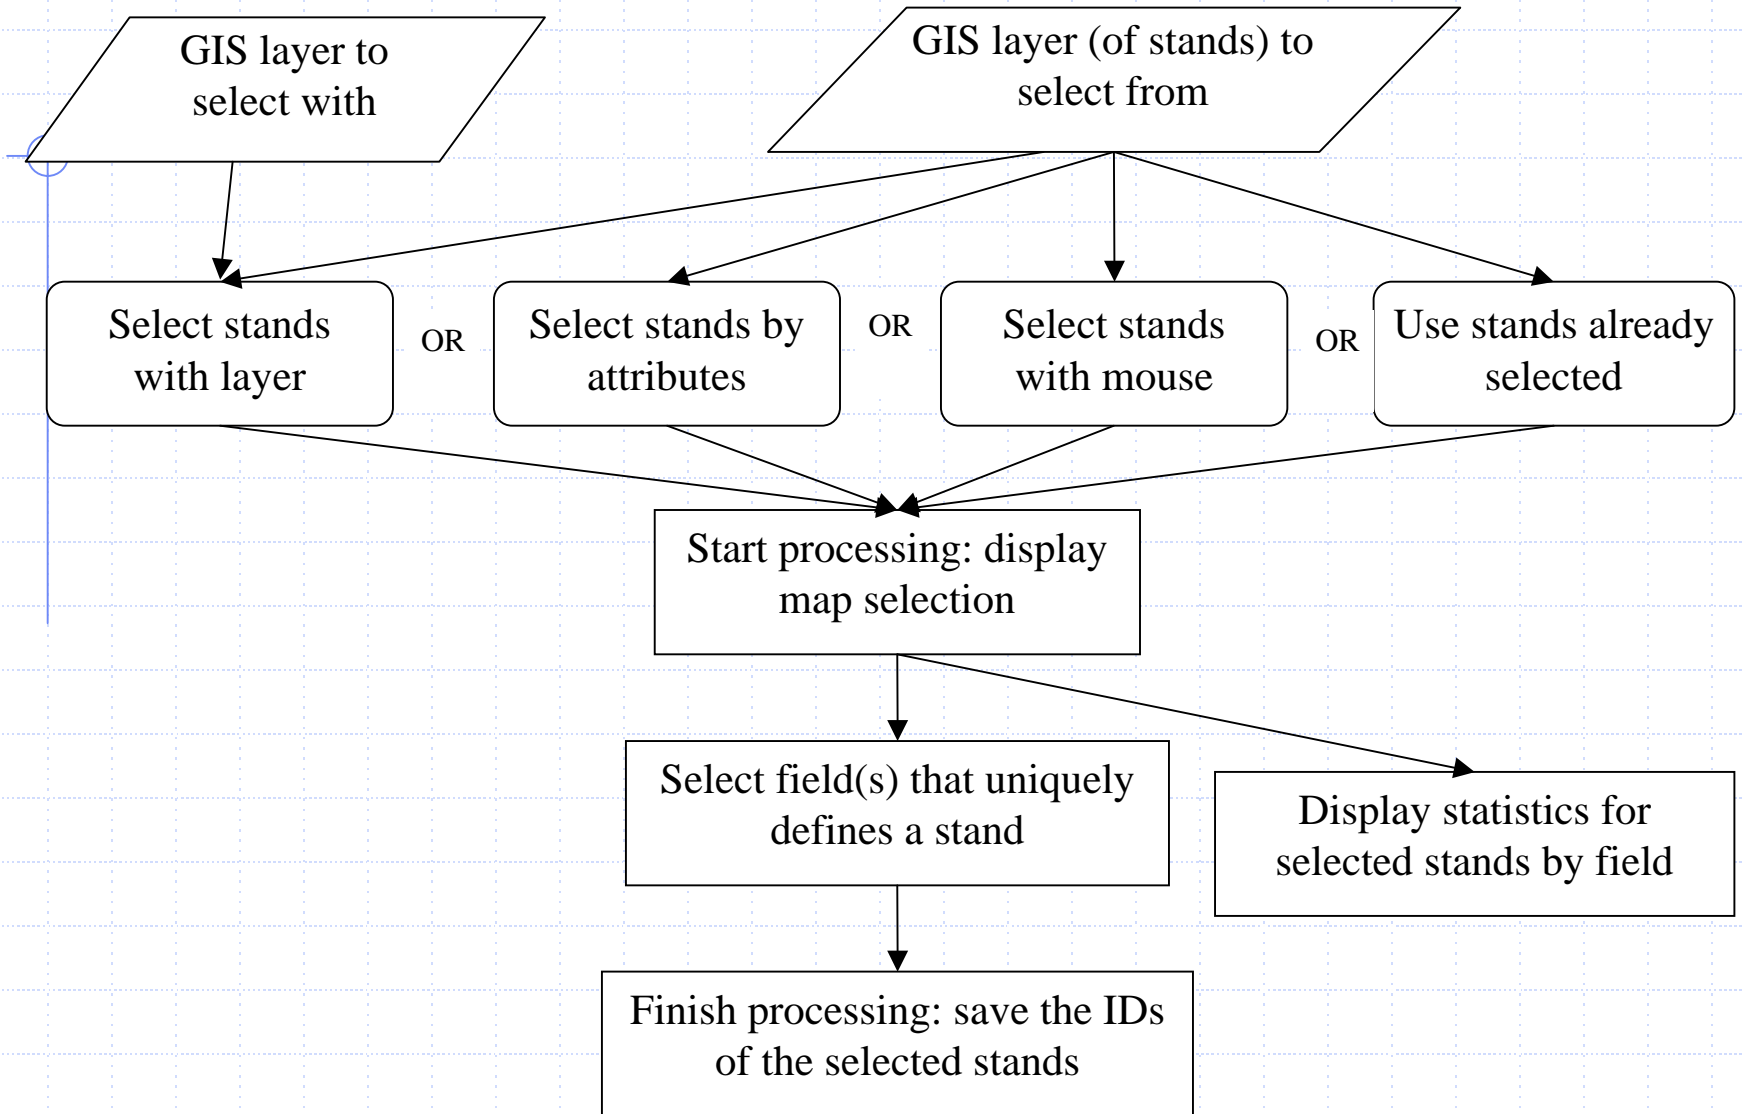 GIS layer to
select with
GIS layer (of stands) to
select from
Select stands
with layer
OR
Select stands by
attributes
OR
Select stands
with mouse
OR
Use stands already
selected
Start processing: display
map selection
Select field(s) that uniquely
defines a stand
Display statistics for
selected stands by field
Finish processing: save the IDs
of the selected stands